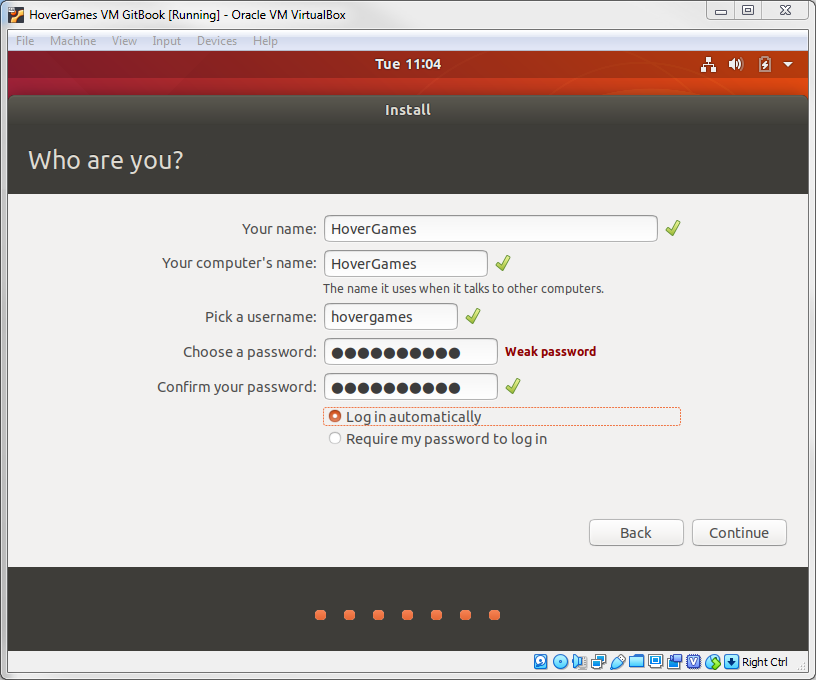 HoverGames VM GitBook [Running] - Oracle VM VirtualBox
File Machine View Input Devices Help
Tue 11:04
Install
Who are you?
Your name: HoverGames
Your computer's name: HoverGames
The name it uses when it talks to other computers.
Pick a username: hovergames
Choose a password: ●●●●●●●●●● Weak password
Confirm your password: ●●●●●●●●●●
Log in automatically
Require my password to log in
Back Continue
Right Ctrl